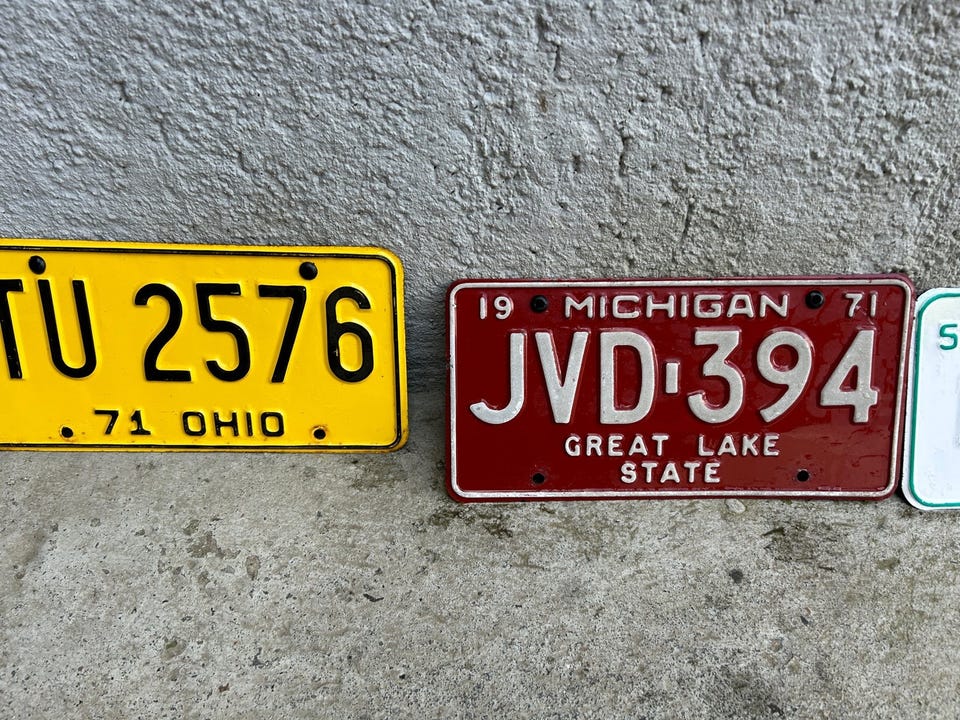 TU 2576
71 OHIO
19 MICHIGAN 71
JVD-394
GREAT LAKE
STATE
S